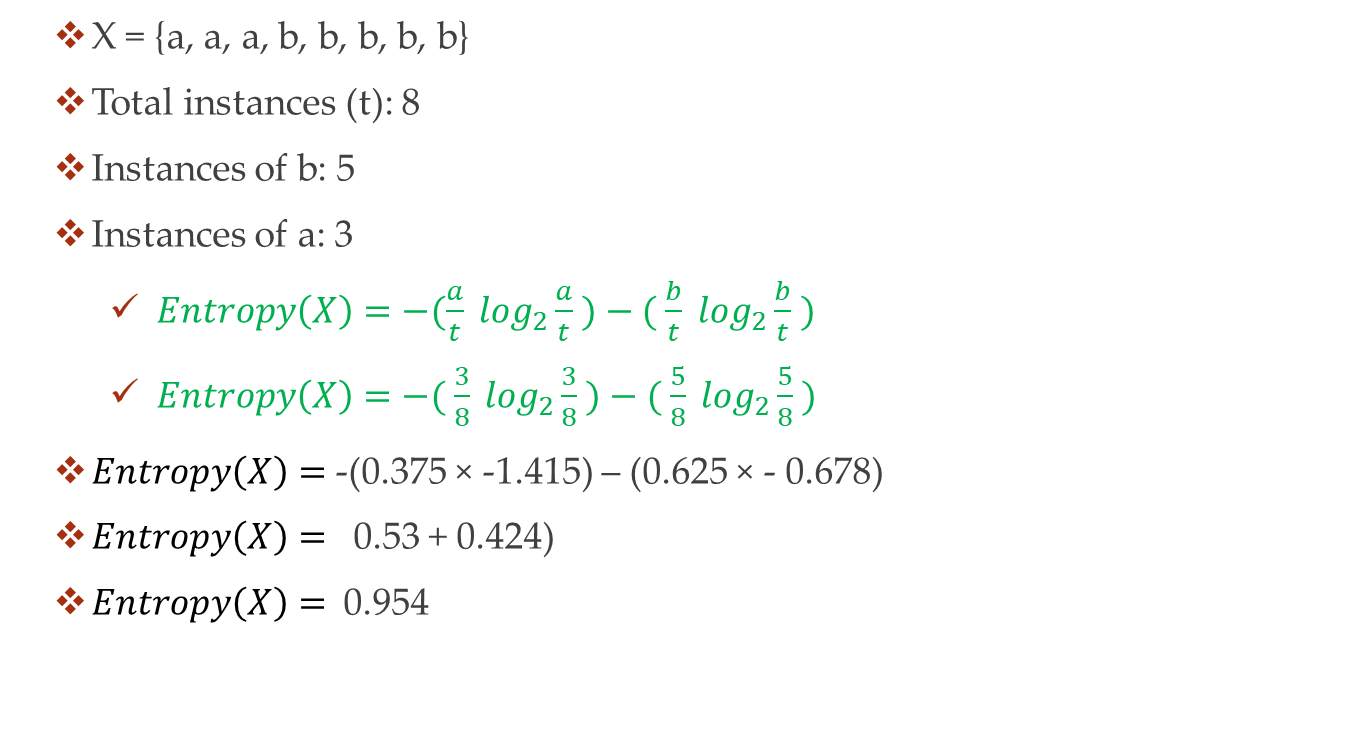 ❖ X = {a, a, a, b, b, b, b, b}
❖ Total instances (t): 8
❖ Instances of b: 5
❖ Instances of a: 3
✓ Entropy(X) = −(a/t log₂ a/t) − (b/t log₂ b/t)
✓ Entropy(X) = −(3/8 log₂ 3/8) − (5/8 log₂ 5/8)
❖ Entropy(X) = -(0.375 × -1.415) – (0.625 × - 0.678)
❖ Entropy(X) = 0.53 + 0.424)
❖ Entropy(X) = 0.954